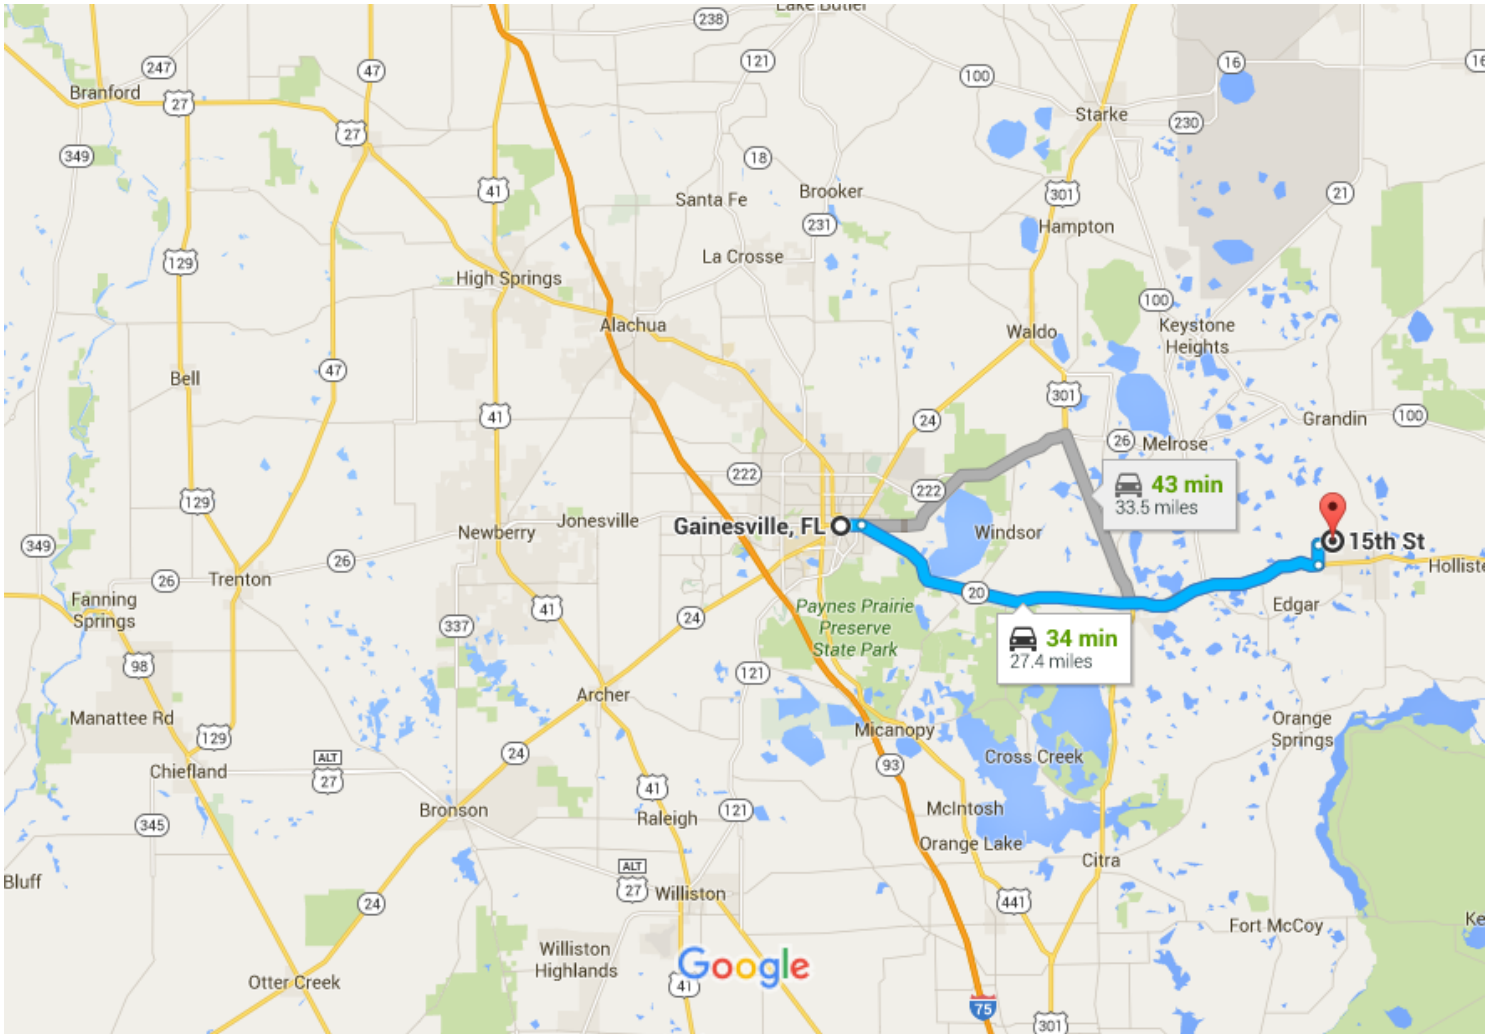 Lake Butler
238
247
47
121
100
16
16
Branford
27
Starke
230
27
349
18
21
41
Santa Fe
Brooker
301
231
Hampton
129
La Crosse
High Springs
100
Alachua
Waldo
Keystone
Heights
47
Bell
41
301
Grandin
100
24
26
Melrose
222
222
43 min
33.5 miles
129
Newberry
Jonesville
Gainesville, FL
Windsor
15th St
349
26
26
Trenton
Holliste
Fanning
Springs
41
20
Edgar
Paynes Prairie
Preserve
State Park
24
337
34 min
27.4 miles
98
121
Archer
Manattee Rd
Orange
Springs
129
Micanopy
24
ALT
27
Chiefland
93
Cross Creek
41
Bronson
121
McIntosh
345
Raleigh
Orange Lake
Citra
Bluff
ALT
27
Williston
24
441
Fort McCoy
Ke
Williston
Highlands
Google
Otter Creek
41
75
301